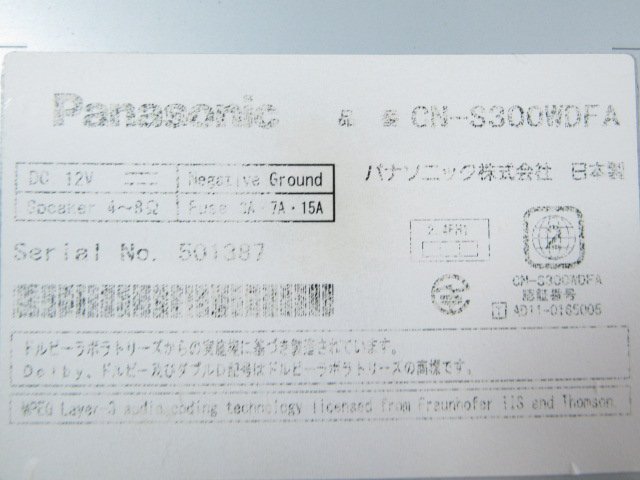 Panasonic 品番 CN-S300WDFA
パナソニック株式会社 日本製
DC 12V Negative Ground
Speaker 4~8Ω Fuse 3A・7A・15A
Serial No. 501387
2.4FH1
2
CN-S300WDFA
認証番号
T 4D11-0165005
ドルビーラボラトリーズからの実施権に基づき製造されています。
Dolby、ドルビー及びダブルD記号はドルビーラボラトリーズの商標です。
MPEG Layer-3 audio coding technology licensed from Fraunhofer IIS and Thomson.